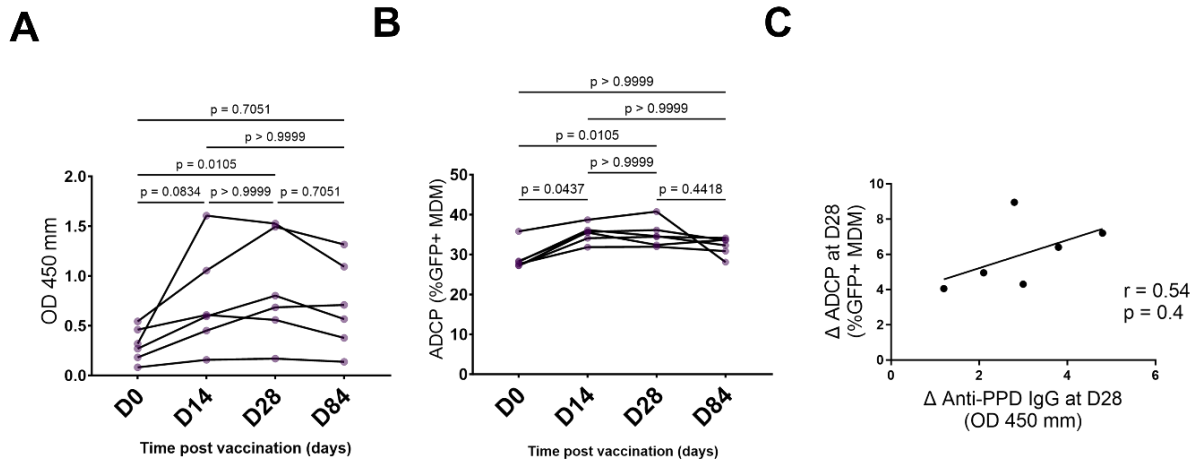 A
p = 0.7051
p > 0.9999
p = 0.0105
p = 0.0834
p > 0.9999
p = 0.7051
OD 450 mm
2.0
1.5
1.0
0.5
0.0
D0
D14
D28
D84
Time post vaccination (days)
B
p > 0.9999
p > 0.9999
p = 0.0105
p > 0.9999
p = 0.0437
p = 0.4418
ADCP (%GFP+ MDM)
50
40
30
20
10
0
D0
D14
D28
D84
Time post vaccination (days)
C
Δ ADCP at D28
(%GFP+ MDM)
10
8
6
4
2
0
0
2
4
6
r = 0.54
p = 0.4
Δ Anti-PPD IgG at D28
(OD 450 mm)